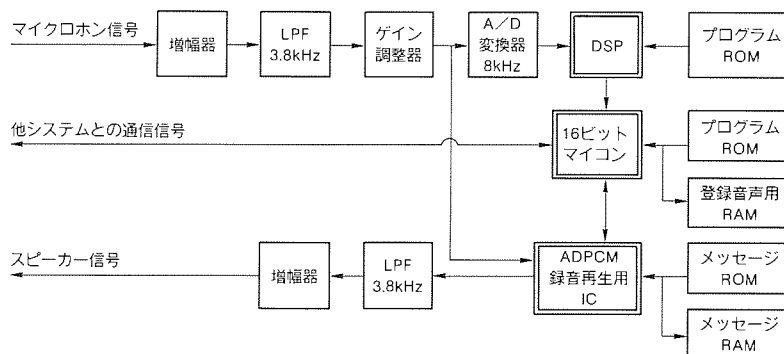 マイクロホン信号
増幅器
LPF
3.8kHz
ゲイン
調整器
A/D
変換器
8kHz
DSP
プログラム
ROM
他システムとの通信信号
16ビット
マイコン
プログラム
ROM
登録音声用
RAM
スピーカー信号
増幅器
LPF
3.8kHz
ADPCM
録音再生用
IC
メッセージ
ROM
メッセージ
RAM